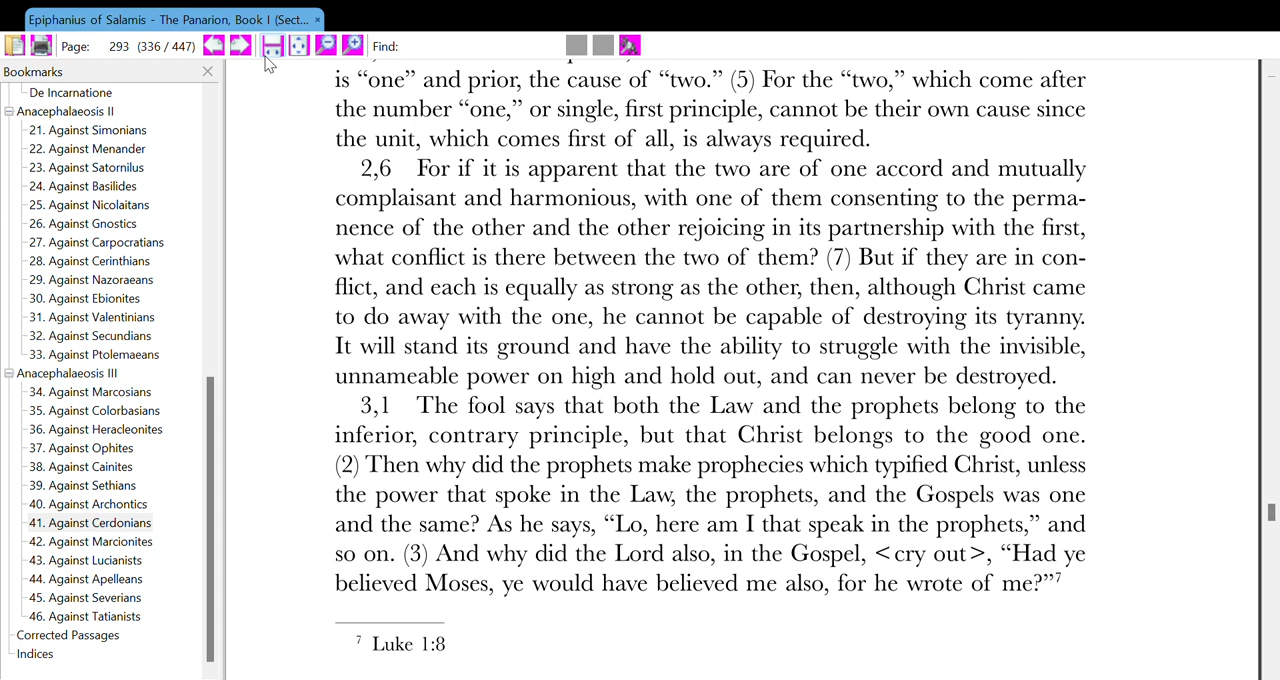 Epiphanius of Salamis - The Panarion, Book I (Sect... ×
Page: 293 (336 / 447) Find:
Bookmarks
De Incarnatione
Anacephalaeosis II
21. Against Simonians
22. Against Menander
23. Against Satornilus
24. Against Basilides
25. Against Nicolaitans
26. Against Gnostics
27. Against Carpocratians
28. Against Cerinthians
29. Against Nazoraeans
30. Against Ebionites
31. Against Valentinians
32. Against Secundians
33. Against Ptolemaeans
Anacephalaeosis III
34. Against Marcosians
35. Against Colorbasians
36. Against Heracleonites
37. Against Ophites
38. Against Cainites
39. Against Sethians
40. Against Archontics
41. Against Cerdonians
42. Against Marcionites
43. Against Lucianists
44. Against Apelleans
45. Against Severians
46. Against Tatianists
Corrected Passages
Indices
is “one” and prior, the cause of “two.” (5) For the “two,” which come after
the number “one,” or single, first principle, cannot be their own cause since
the unit, which comes first of all, is always required.
2,6 For if it is apparent that the two are of one accord and mutually
complaisant and harmonious, with one of them consenting to the perma-
nence of the other and the other rejoicing in its partnership with the first,
what conflict is there between the two of them? (7) But if they are in con-
flict, and each is equally as strong as the other, then, although Christ came
to do away with the one, he cannot be capable of destroying its tyranny.
It will stand its ground and have the ability to struggle with the invisible,
unnameable power on high and hold out, and can never be destroyed.
3,1 The fool says that both the Law and the prophets belong to the
inferior, contrary principle, but that Christ belongs to the good one.
(2) Then why did the prophets make prophecies which typified Christ, unless
the power that spoke in the Law, the prophets, and the Gospels was one
and the same? As he says, “Lo, here am I that speak in the prophets,” and
so on. (3) And why did the Lord also, in the Gospel, <cry out>, “Had ye
believed Moses, ye would have believed me also, for he wrote of me?”7
7 Luke 1:8